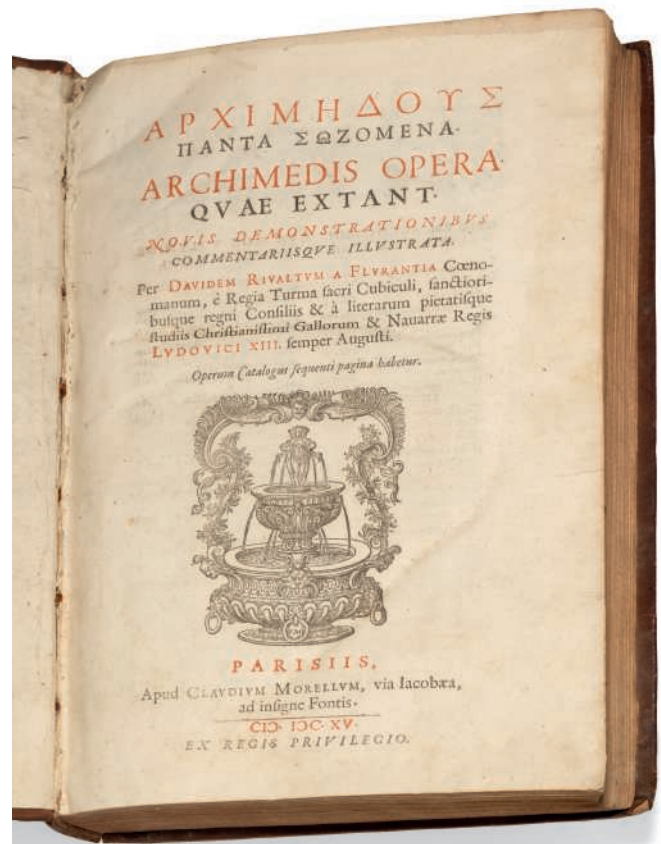 ΑΡΧΙΜΗΔΟΥΣ
ΠΑΝΤΑ ΣΩΖΟΜΕΝΑ.
ARCHIMEDIS OPERA
QVAE EXTANT.
NOVIS DEMONSTRATIONIBVS
COMMENTARIISQVE ILLVSTRATA.
Per DAVIDEM RIVALTVM A FLVRANTIA Cœno-
manum, è Regia Turma sacri Cubiculi, sanctiori-
busque regni Consiliis & à literarum pietatisque
studiis Christianissimi Gallorum & Nauarræ Regis
LVDOVICI XIII. semper Augusti.
Operum Catalogus sequenti pagina habetur.
PARISIIS,
Apud CLAVDIVM MORELLVM, via Iacobæa,
ad insigne Fontis.
CIƆ. IƆC. XV.
EX REGIS PRIVILEGIO.